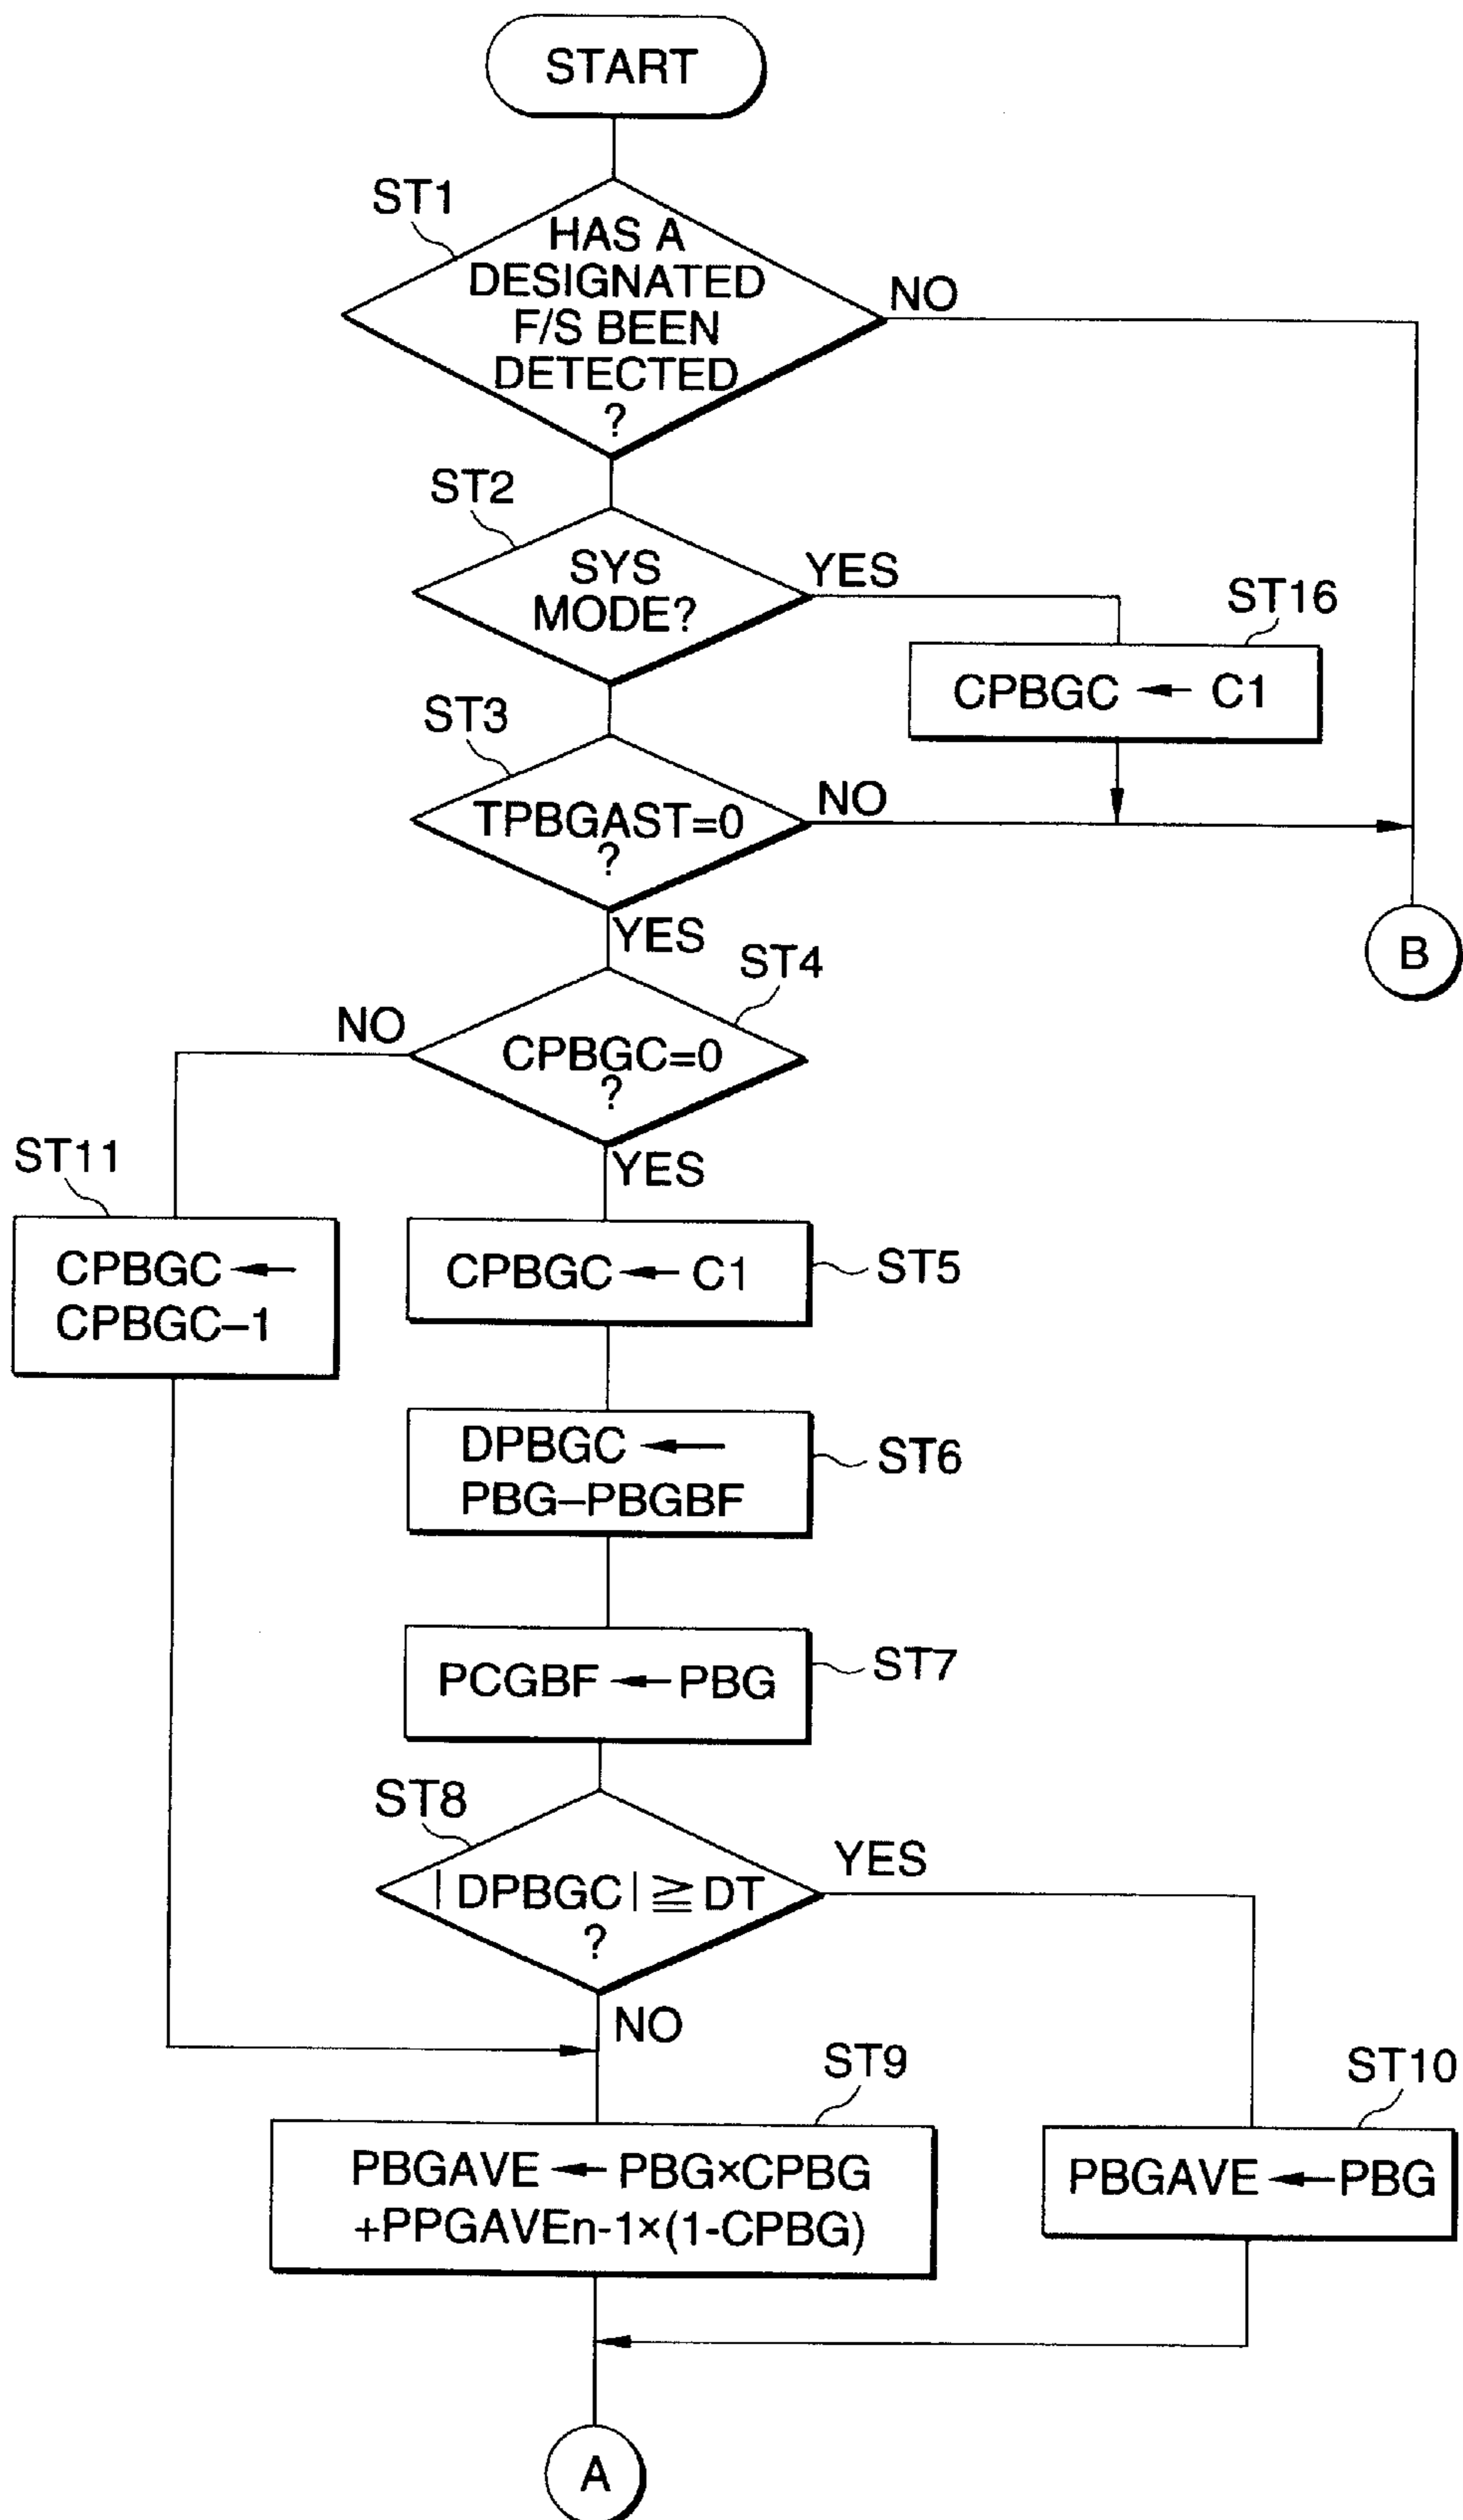 START
ST1
HAS A
DESIGNATED
F/S BEEN
DETECTED
?
NO
ST2
SYS
MODE?
YES
ST16
CPBGC ← C1
ST3
TPBGAST=0
?
NO
YES
B
ST4
NO
CPBGC=0
?
YES
ST11
CPBGC ←
CPBGC–1
CPBGC ← C1
ST5
DPBGC ←
PBG–PBGBF
ST6
PCGBF ← PBG
ST7
ST8
| DPBGC | ≧ DT
?
YES
NO
ST9
PBGAVE ← PBG×CPBG
+PPGAVEn-1×(1-CPBG)
ST10
PBGAVE ← PBG
A